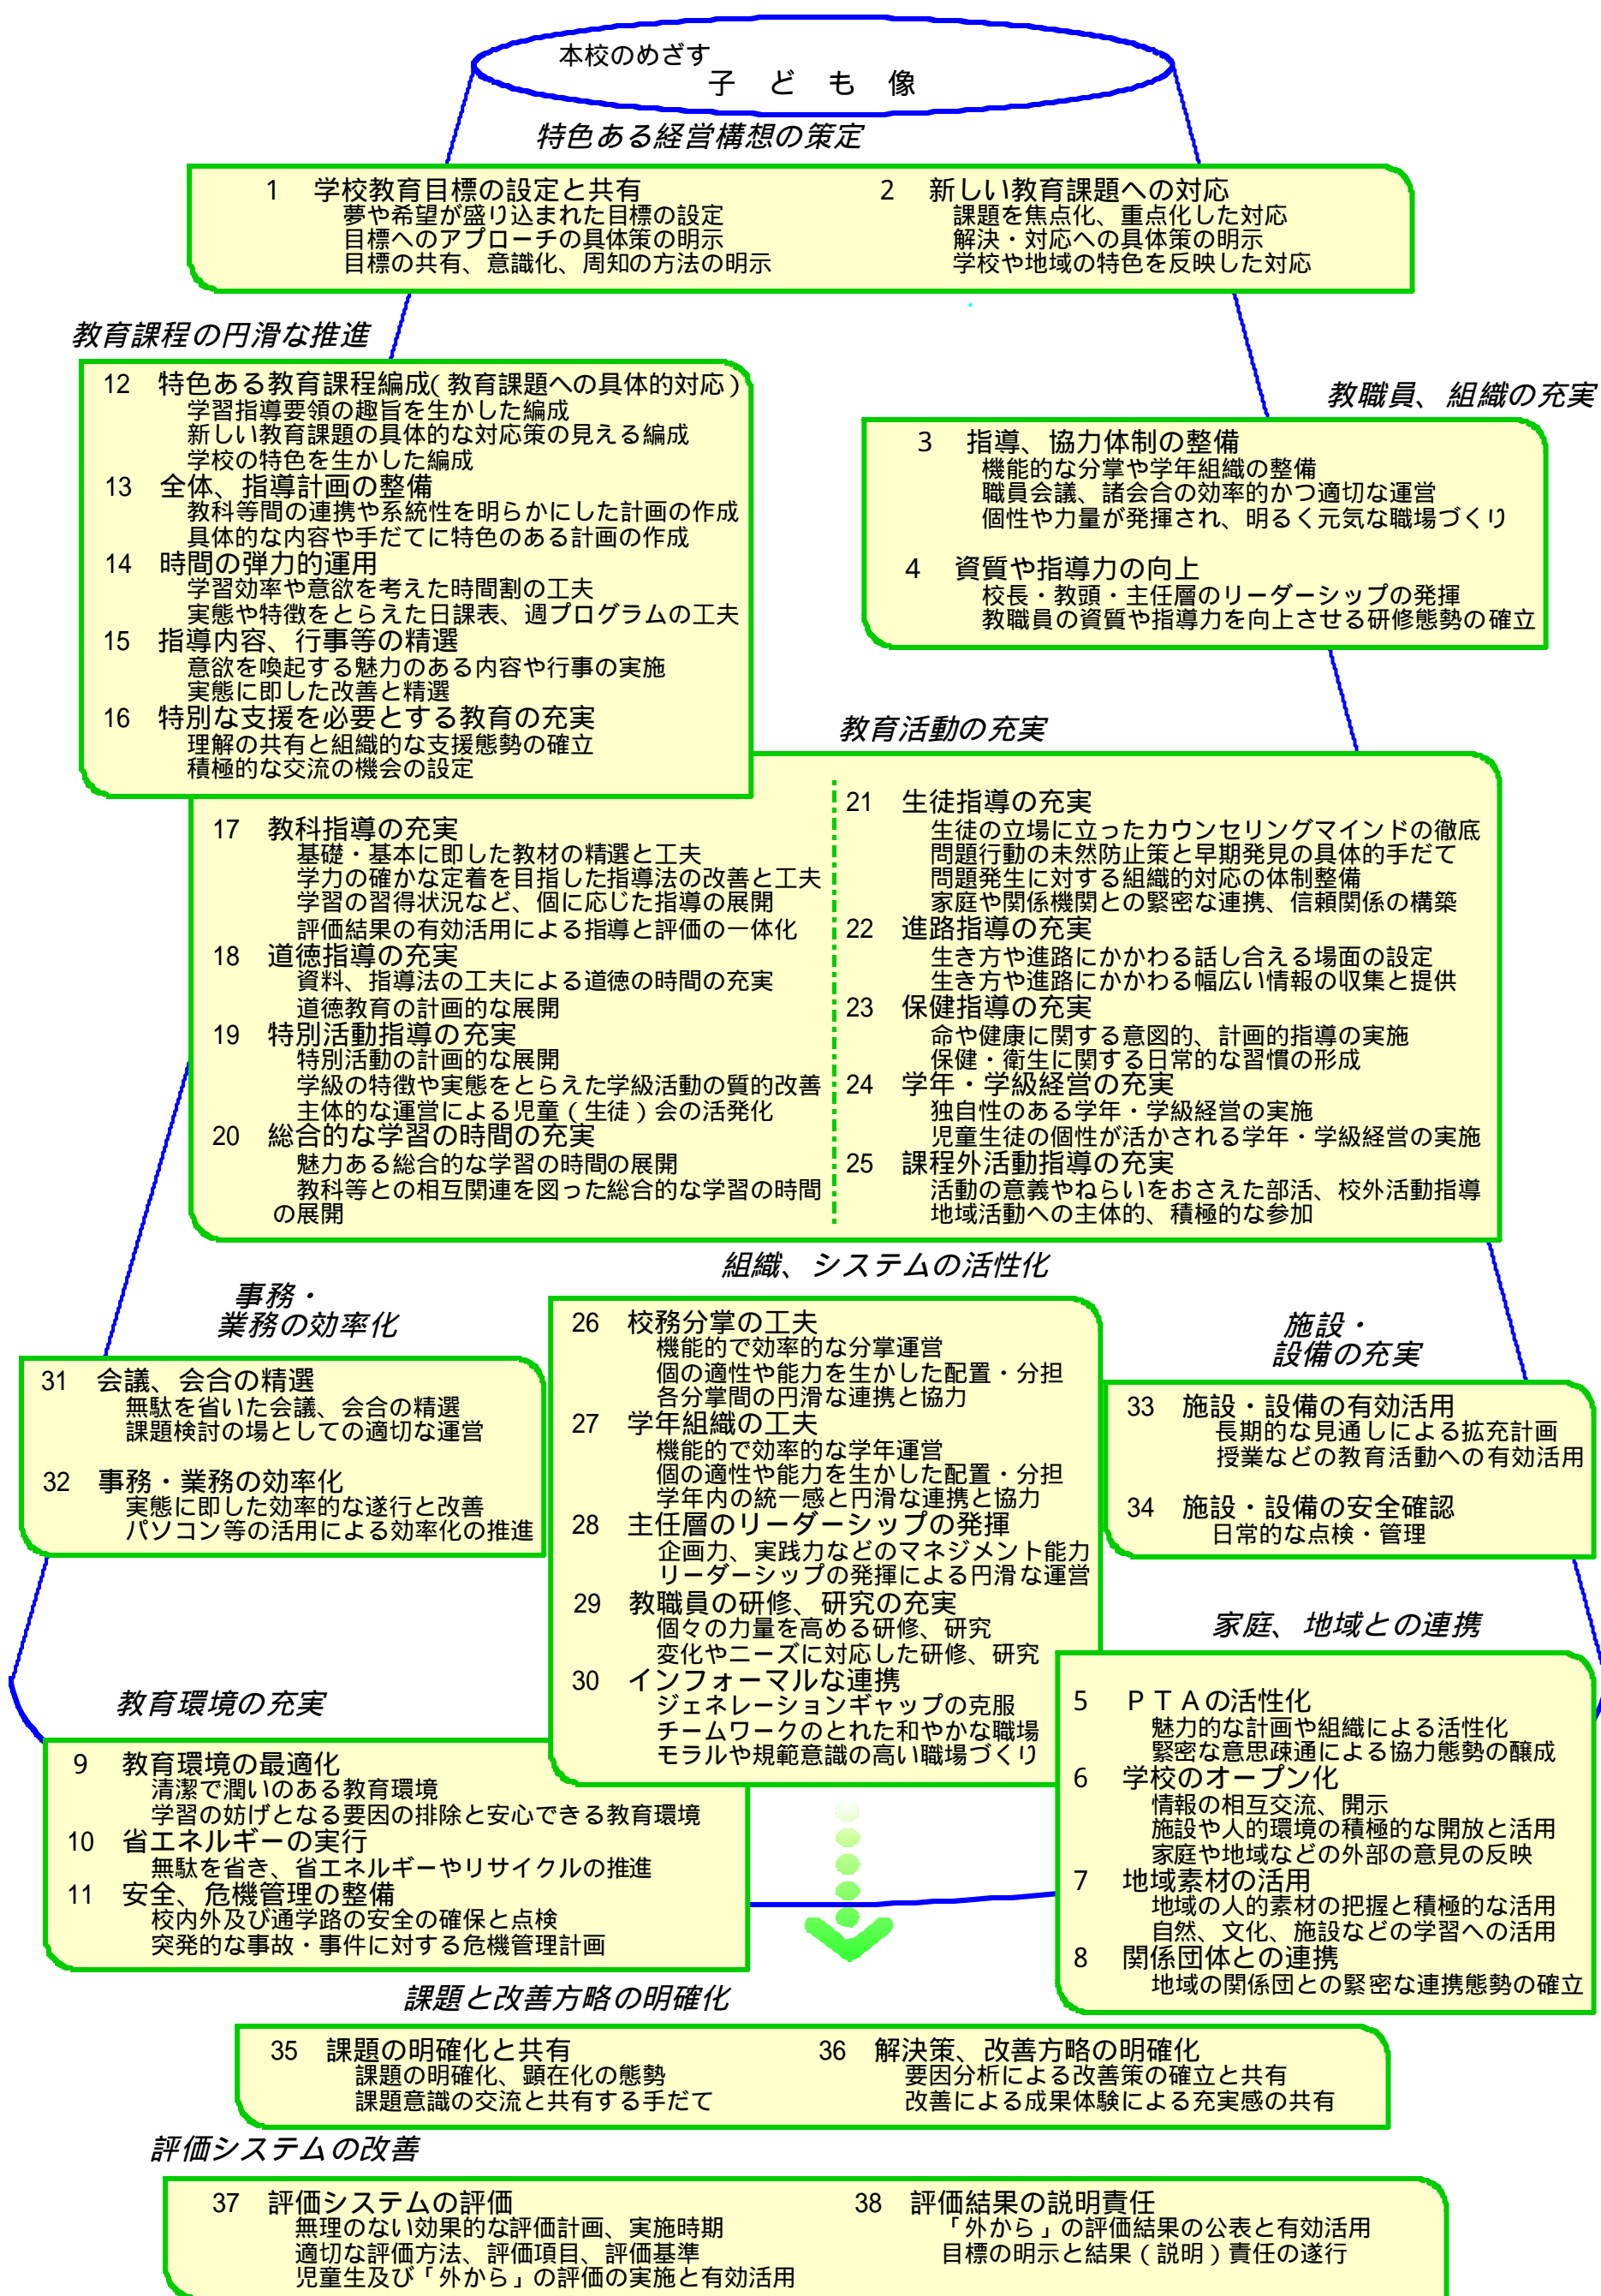 本校のめざす
子 ど も 像
特色ある経営構想の策定
1 学校教育目標の設定と共有
夢や希望が盛り込まれた目標の設定
目標へのアプローチの具体策の明示
目標の共有、意識化、周知の方法の明示
2 新しい教育課題への対応
課題を焦点化、重点化した対応
解決・対応への具体策の明示
学校や地域の特色を反映した対応
教育課程の円滑な推進
12 特色ある教育課程編成(教育課題への具体的対応)
学習指導要領の趣旨を生かした編成
新しい教育課題の具体的な対応策の見える編成
学校の特色を生かした編成
13 全体、指導計画の整備
教科等間の連携や系統性を明らかにした計画の作成
具体的な内容や手だてに特色のある計画の作成
14 時間の弾力的運用
学習効率や意欲を考えた時間割の工夫
実態や特徴をとらえた日課表、週プログラムの工夫
15 指導内容、行事等の精選
意欲を喚起する魅力のある内容や行事の実施
実態に即した改善と精選
16 特別な支援を必要とする教育の充実
理解の共有と組織的な支援態勢の確立
積極的な交流の機会の設定
教職員、組織の充実
3 指導、協力体制の整備
機能的な分掌や学年組織の整備
職員会議、諸会合の効率的かつ適切な運営
個性や力量が発揮され、明るく元気な職場づくり
4 資質や指導力の向上
校長・教頭・主任層のリーダーシップの発揮
教職員の資質や指導力を向上させる研修態勢の確立
教育活動の充実
17 教科指導の充実
基礎・基本に即した教材の精選と工夫
学力の確かな定着を目指した指導法の改善と工夫
学習の習得状況など、個に応じた指導の展開
評価結果の有効活用による指導と評価の一体化
18 道徳指導の充実
資料、指導法の工夫による道徳の時間の充実
道徳教育の計画的な展開
19 特別活動指導の充実
特別活動の計画的な展開
学級の特徴や実態をとらえた学級活動の質的改善
主体的な運営による児童(生徒)会の活発化
20 総合的な学習の時間の充実
魅力ある総合的な学習の時間の展開
教科等との相互関連を図った総合的な学習の時間
の展開
21 生徒指導の充実
生徒の立場に立ったカウンセリングマインドの徹底
問題行動の未然防止策と早期発見の具体的手だて
問題発生に対する組織的対応の体制整備
家庭や関係機関との緊密な連携、信頼関係の構築
22 進路指導の充実
生き方や進路にかかわる話し合える場面の設定
生き方や進路にかかわる幅広い情報の収集と提供
23 保健指導の充実
命や健康に関する意図的、計画的指導の実施
保健・衛生に関する日常的な習慣の形成
24 学年・学級経営の充実
独自性のある学年・学級経営の実施
児童生徒の個性が活かされる学年・学級経営の実施
25 課程外活動指導の充実
活動の意義やねらいをおさえた部活、校外活動指導
地域活動への主体的、積極的な参加
事務・
業務の効率化
31 会議、会合の精選
無駄を省いた会議、会合の精選
課題検討の場としての適切な運営
32 事務・業務の効率化
実態に即した効率的な遂行と改善
パソコン等の活用による効率化の推進
組織、システムの活性化
26 校務分掌の工夫
機能的で効率的な分掌運営
個の適性や能力を生かした配置・分担
各分掌間の円滑な連携と協力
27 学年組織の工夫
機能的で効率的な学年運営
個の適性や能力を生かした配置・分担
学年内の統一感と円滑な連携と協力
28 主任層のリーダーシップの発揮
企画力、実践力などのマネジメント能力
リーダーシップの発揮による円滑な運営
29 教職員の研修、研究の充実
個々の力量を高める研修、研究
変化やニーズに対応した研修、研究
30 インフォーマルな連携
ジェネレーションギャップの克服
チームワークのとれた和やかな職場
モラルや規範意識の高い職場づくり
施設・
設備の充実
33 施設・設備の有効活用
長期的な見通しによる拡充計画
授業などの教育活動への有効活用
34 施設・設備の安全確認
日常的な点検・管理
教育環境の充実
9 教育環境の最適化
清潔で潤いのある教育環境
学習の妨げとなる要因の排除と安心できる教育環境
10 省エネルギーの実行
無駄を省き、省エネルギーやリサイクルの推進
11 安全、危機管理の整備
校内外及び通学路の安全の確保と点検
突発的な事故・事件に対する危機管理計画
家庭、地域との連携
5 PTAの活性化
魅力的な計画や組織による活性化
緊密な意思疎通による協力態勢の醸成
6 学校のオープン化
情報の相互交流、開示
施設や人的環境の積極的な開放と活用
家庭や地域などの外部の意見の反映
7 地域素材の活用
地域の人的素材の把握と積極的な活用
自然、文化、施設などの学習への活用
8 関係団体との連携
地域の関係団との緊密な連携態勢の確立
課題と改善方略の明確化
35 課題の明確化と共有
課題の明確化、顕在化の態勢
課題意識の交流と共有する手だて
36 解決策、改善方略の明確化
要因分析による改善策の確立と共有
改善による成果体験による充実感の共有
評価システムの改善
37 評価システムの評価
無理のない効果的な評価計画、実施時期
適切な評価方法、評価項目、評価基準
児童生及び「外から」の評価の実施と有効活用
38 評価結果の説明責任
「外から」の評価結果の公表と有効活用
目標の明示と結果(説明)責任の遂行